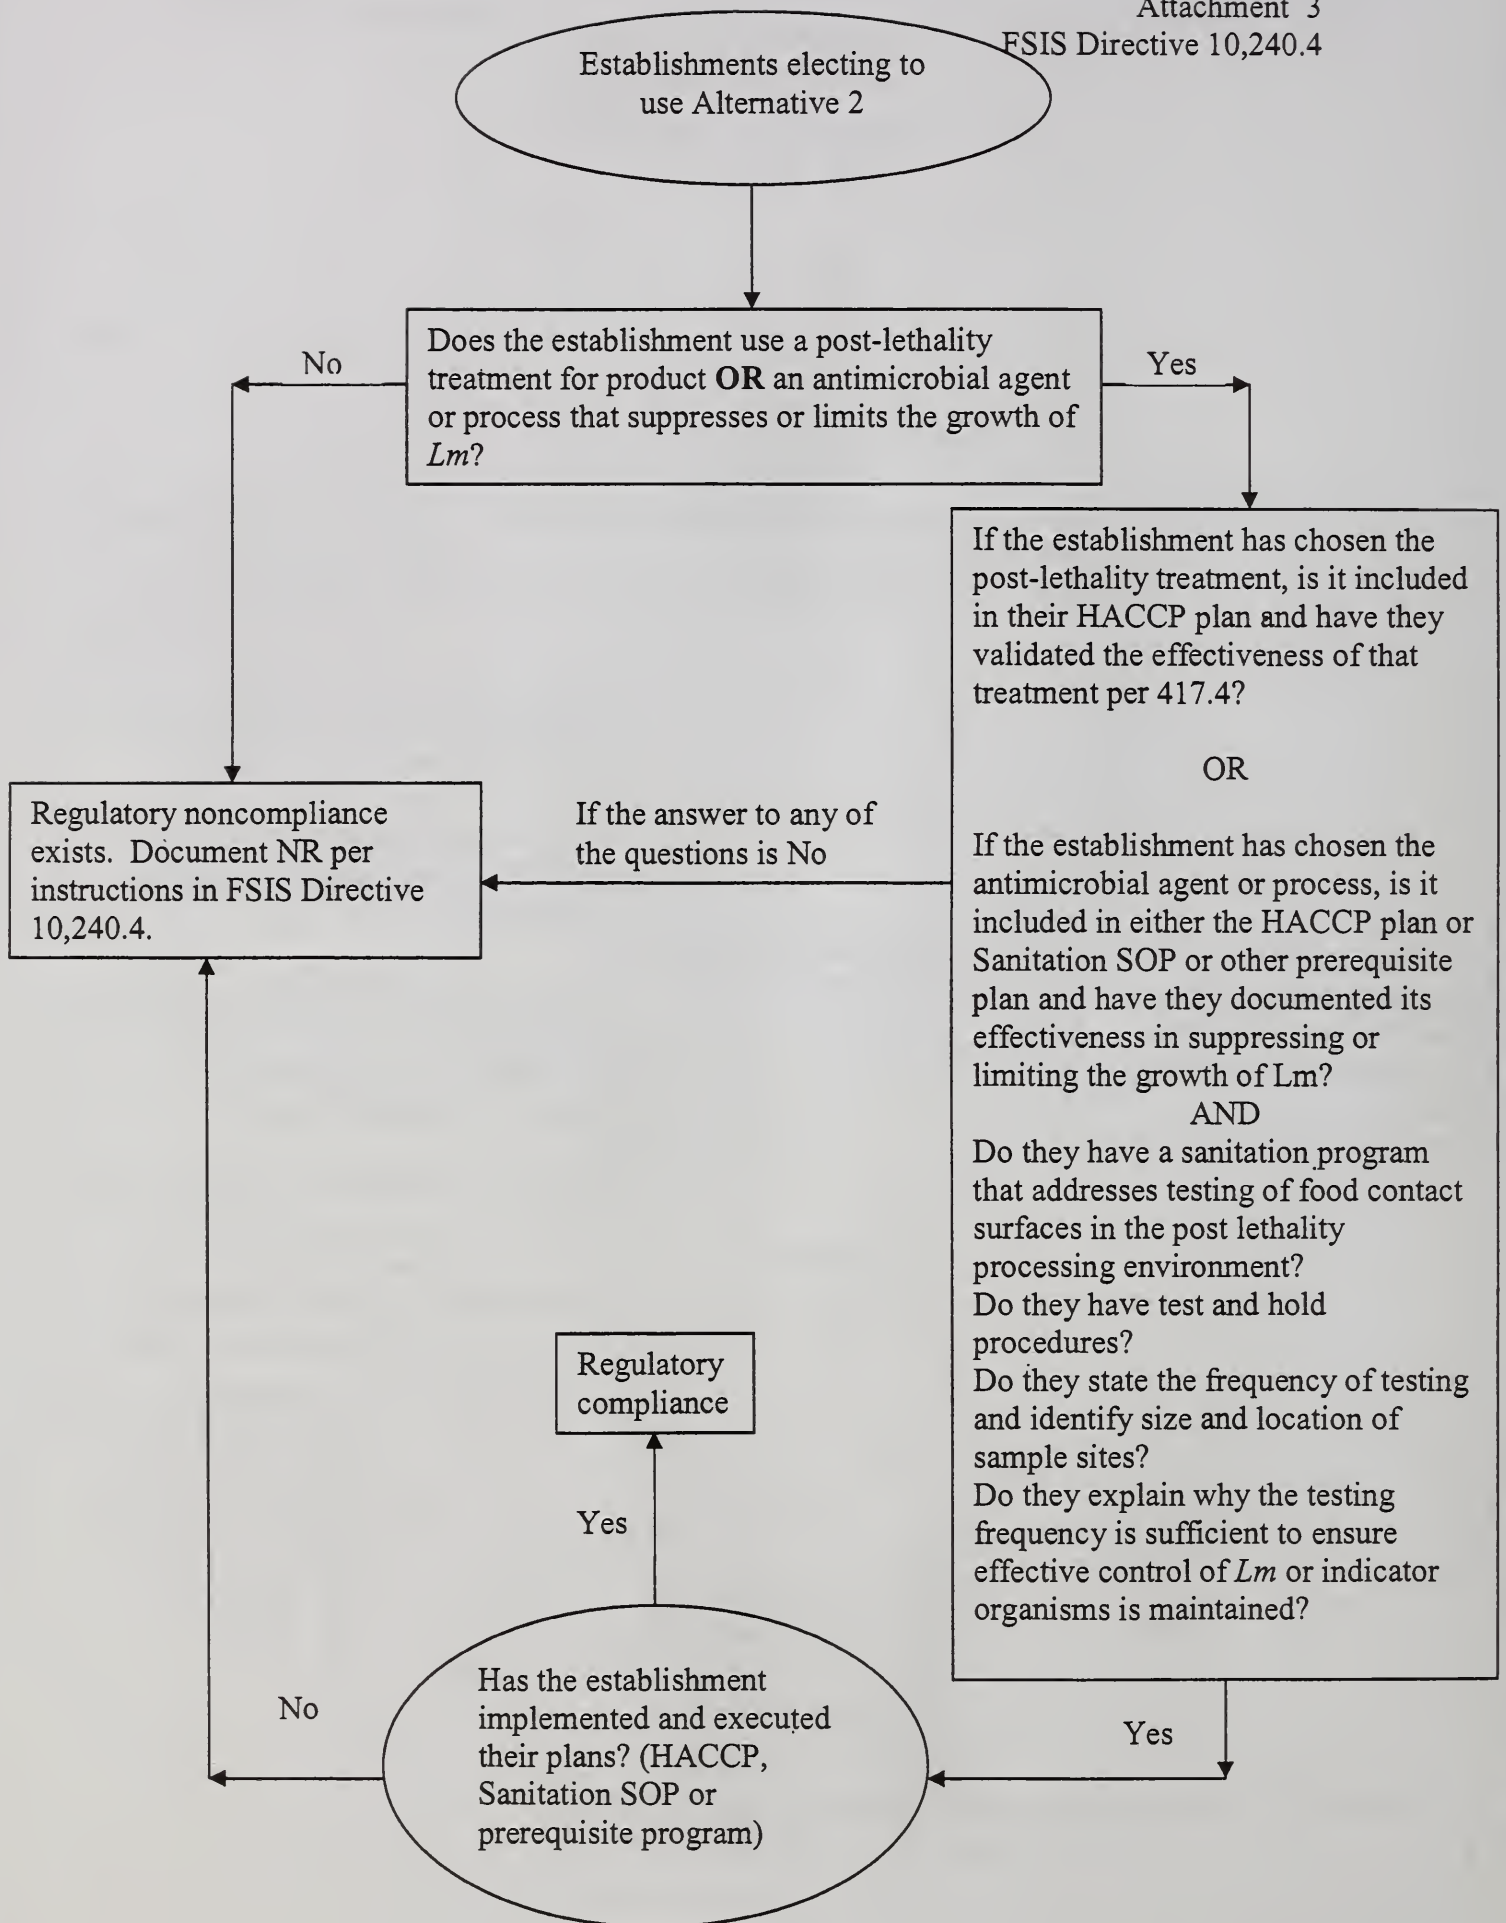 Attachment 3
FSIS Directive 10,240.4
Establishments electing to
use Alternative 2
No
Does the establishment use a post-lethality
treatment for product OR an antimicrobial agent
or process that suppresses or limits the growth of
Lm?
Yes
If the establishment has chosen the
post-lethality treatment, is it included
in their HACCP plan and have they
validated the effectiveness of that
treatment per 417.4?
OR
If the establishment has chosen the
antimicrobial agent or process, is it
included in either the HACCP plan or
Sanitation SOP or other prerequisite
plan and have they documented its
effectiveness in suppressing or
limiting the growth of Lm?
AND
Do they have a sanitation program
that addresses testing of food contact
surfaces in the post lethality
processing environment?
Do they have test and hold
procedures?
Do they state the frequency of testing
and identify size and location of
sample sites?
Do they explain why the testing
frequency is sufficient to ensure
effective control of Lm or indicator
organisms is maintained?
If the answer to any of
the questions is No
Regulatory noncompliance
exists. Document NR per
instructions in FSIS Directive
10,240.4.
Regulatory
compliance
Yes
No
Has the establishment
implemented and executed
their plans? (HACCP,
Sanitation SOP or
prerequisite program)
Yes